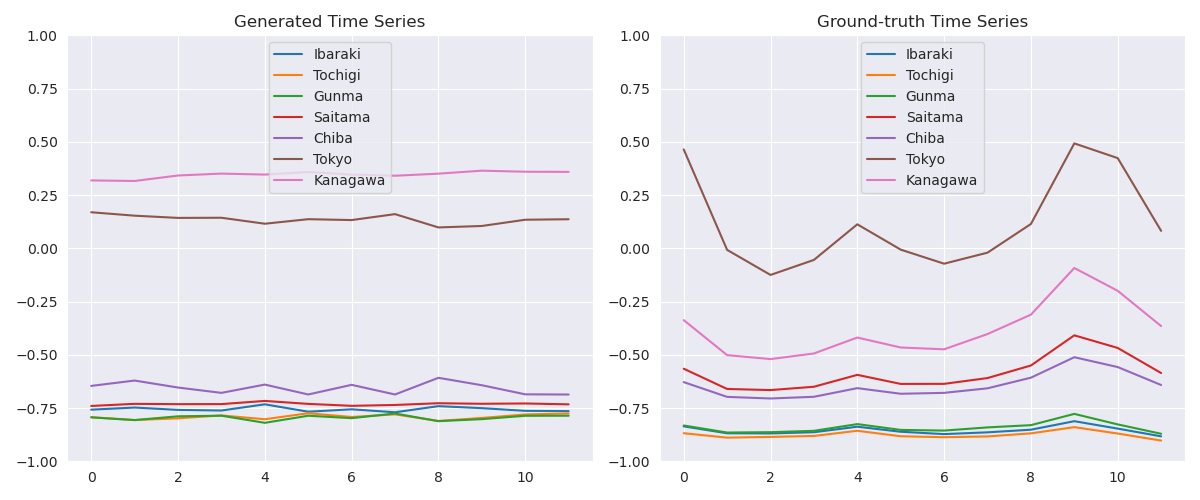 Generated Time Series
1.00
0.75
0.50
0.25
0.00
−0.25
−0.50
−0.75
−1.00
0 2 4 6 8 10
Ibaraki
Tochigi
Gunma
Saitama
Chiba
Tokyo
Kanagawa
Ground-truth Time Series
1.00
0.75
0.50
0.25
0.00
−0.25
−0.50
−0.75
−1.00
0 2 4 6 8 10
Ibaraki
Tochigi
Gunma
Saitama
Chiba
Tokyo
Kanagawa